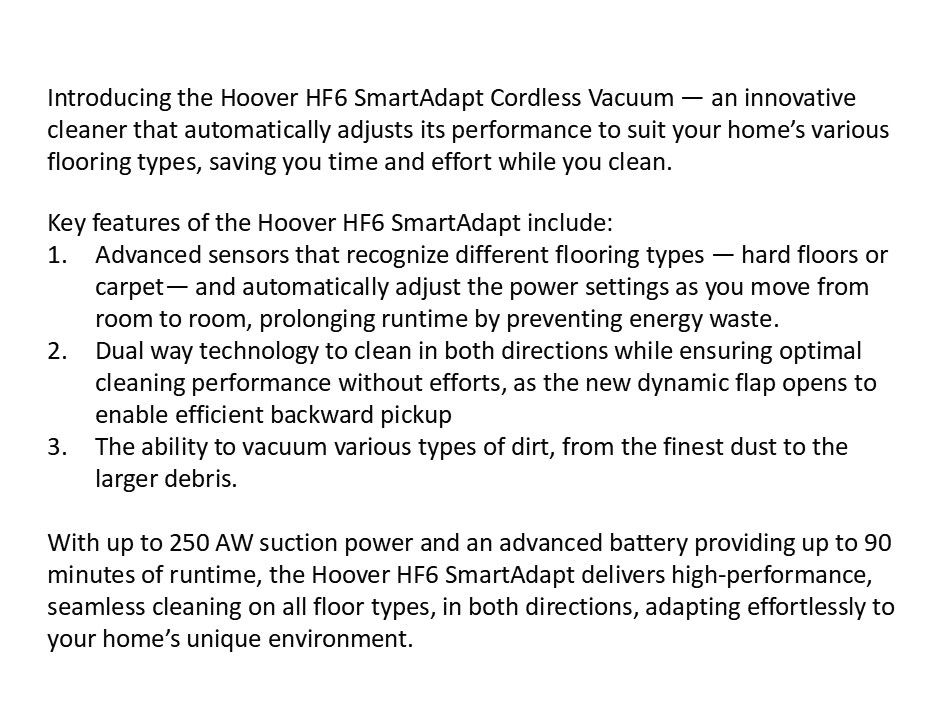 Introducing the Hoover HF6 SmartAdapt Cordless Vacuum — an innovative
cleaner that automatically adjusts its performance to suit your home’s various
flooring types, saving you time and effort while you clean.
Key features of the Hoover HF6 SmartAdapt include:
1. Advanced sensors that recognize different flooring types — hard floors or
carpet— and automatically adjust the power settings as you move from
room to room, prolonging runtime by preventing energy waste.
2. Dual way technology to clean in both directions while ensuring optimal
cleaning performance without efforts, as the new dynamic flap opens to
enable efficient backward pickup
3. The ability to vacuum various types of dirt, from the finest dust to the
larger debris.
With up to 250 AW suction power and an advanced battery providing up to 90
minutes of runtime, the Hoover HF6 SmartAdapt delivers high-performance,
seamless cleaning on all floor types, in both directions, adapting effortlessly to
your home’s unique environment.